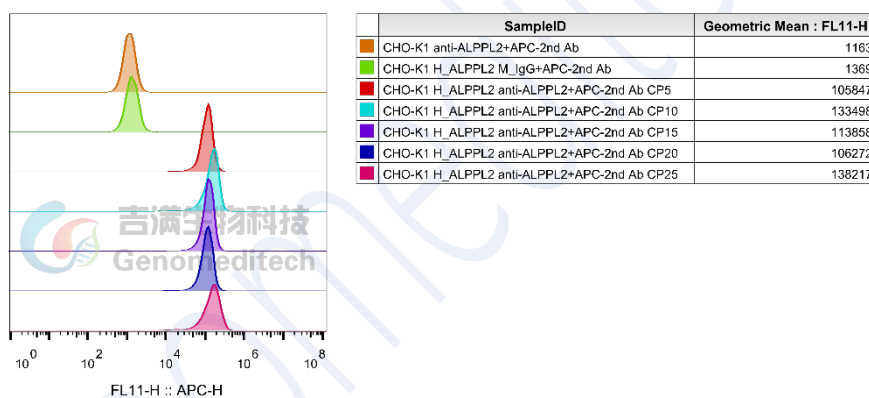 SampleID Geometric Mean : FL11-H
CHO-K1 anti-ALPPL2+APC-2nd Ab 1163
CHO-K1 H_ALPPL2 M_IgG+APC-2nd Ab 1369
CHO-K1 H_ALPPL2 anti-ALPPL2+APC-2nd Ab CP5 105847
CHO-K1 H_ALPPL2 anti-ALPPL2+APC-2nd Ab CP10 133498
CHO-K1 H_ALPPL2 anti-ALPPL2+APC-2nd Ab CP15 113858
CHO-K1 H_ALPPL2 anti-ALPPL2+APC-2nd Ab CP20 106272
CHO-K1 H_ALPPL2 anti-ALPPL2+APC-2nd Ab CP25 138217
吉满生物科技
Genomeditech
10^0 10^2 10^4 10^6 10^8
FL11-H :: APC-H